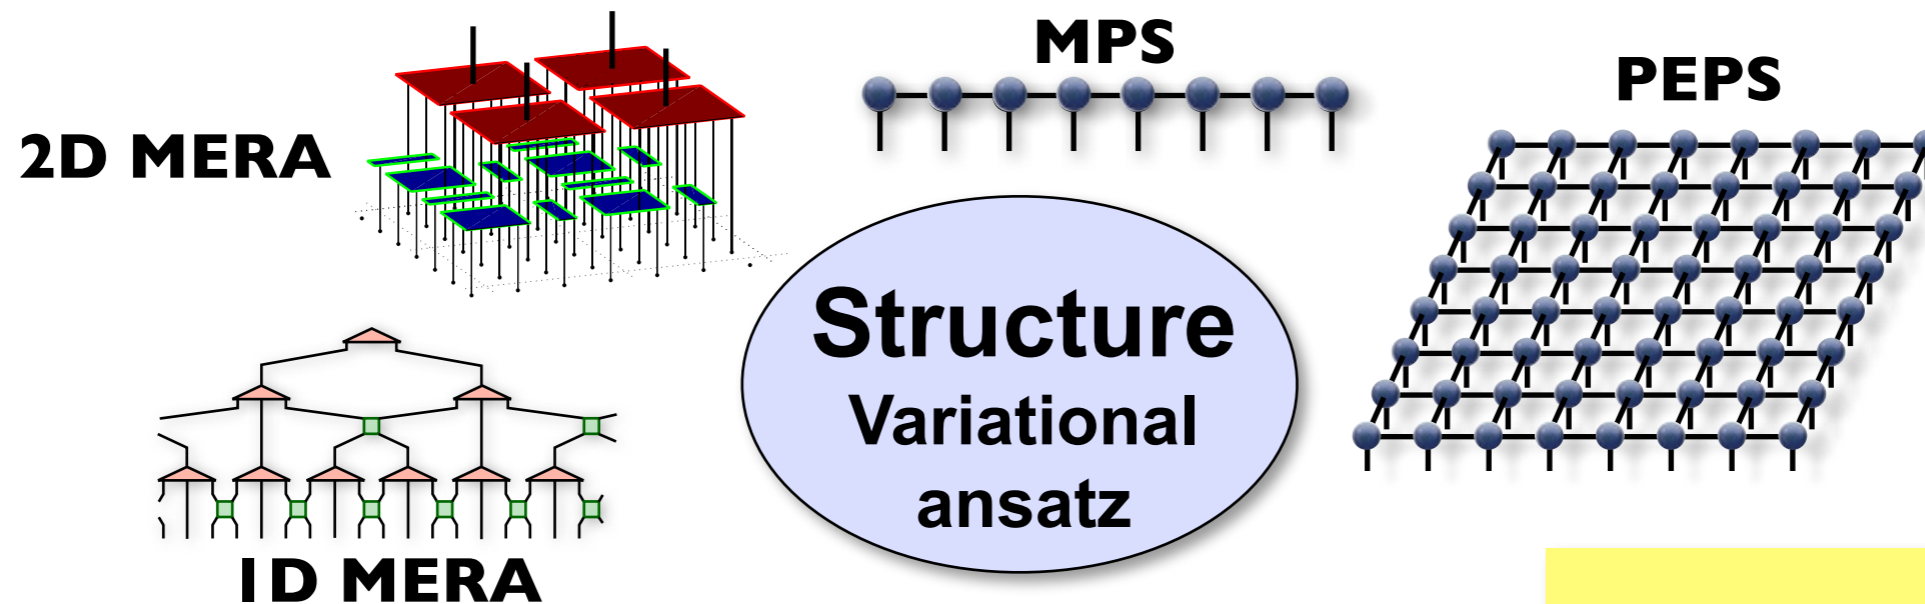 MPS
PEPS
2D MERA
Structure
Variational
ansatz
1D MERA